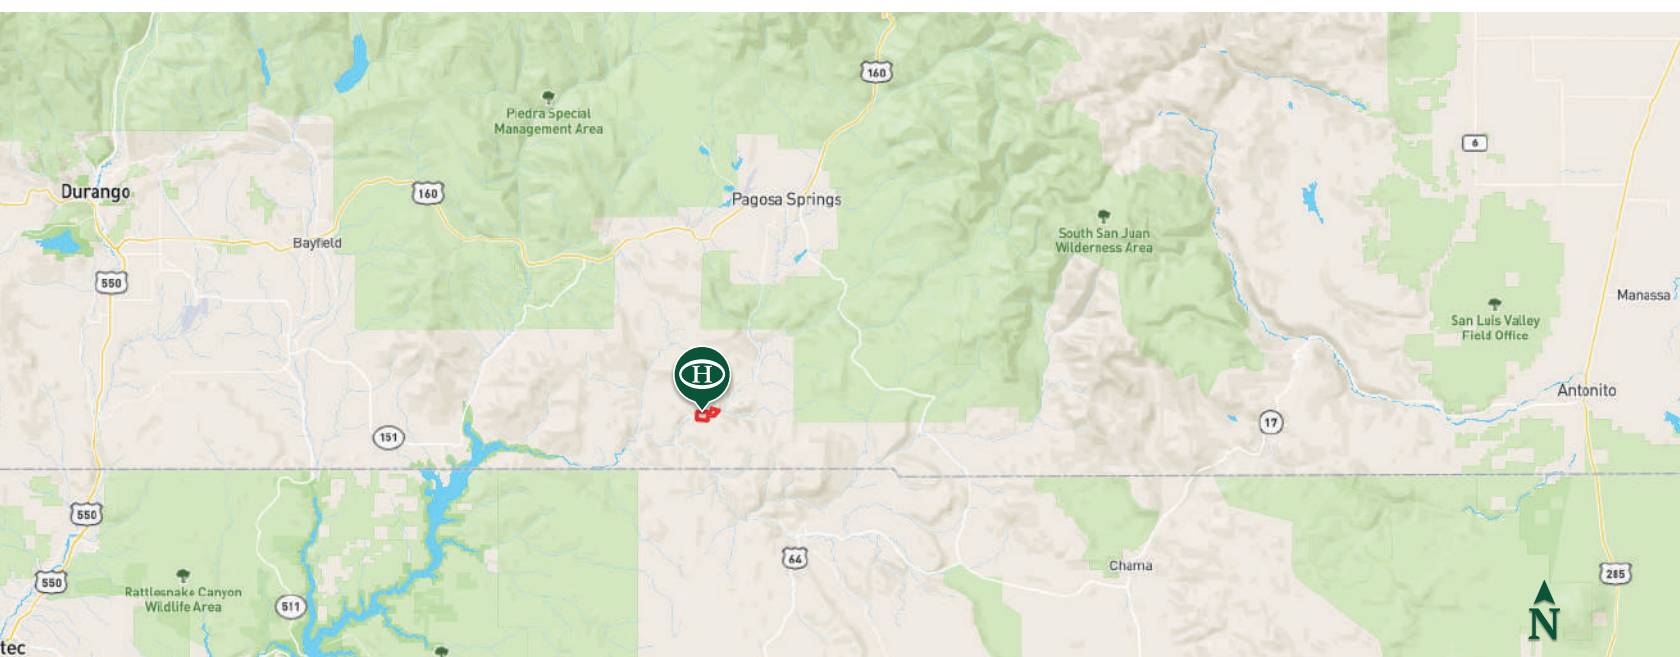 160
Piedra Special
Management Area
6
Durango
160
Pagosa Springs
Bayfield
South San Juan
Wilderness Area
550
Manassa
San Luis Valley
Field Office
H
Antonito
17
151
550
64
Chama
285
550
Rattlesnake Canyon
Wildlife Area
511
N
tec